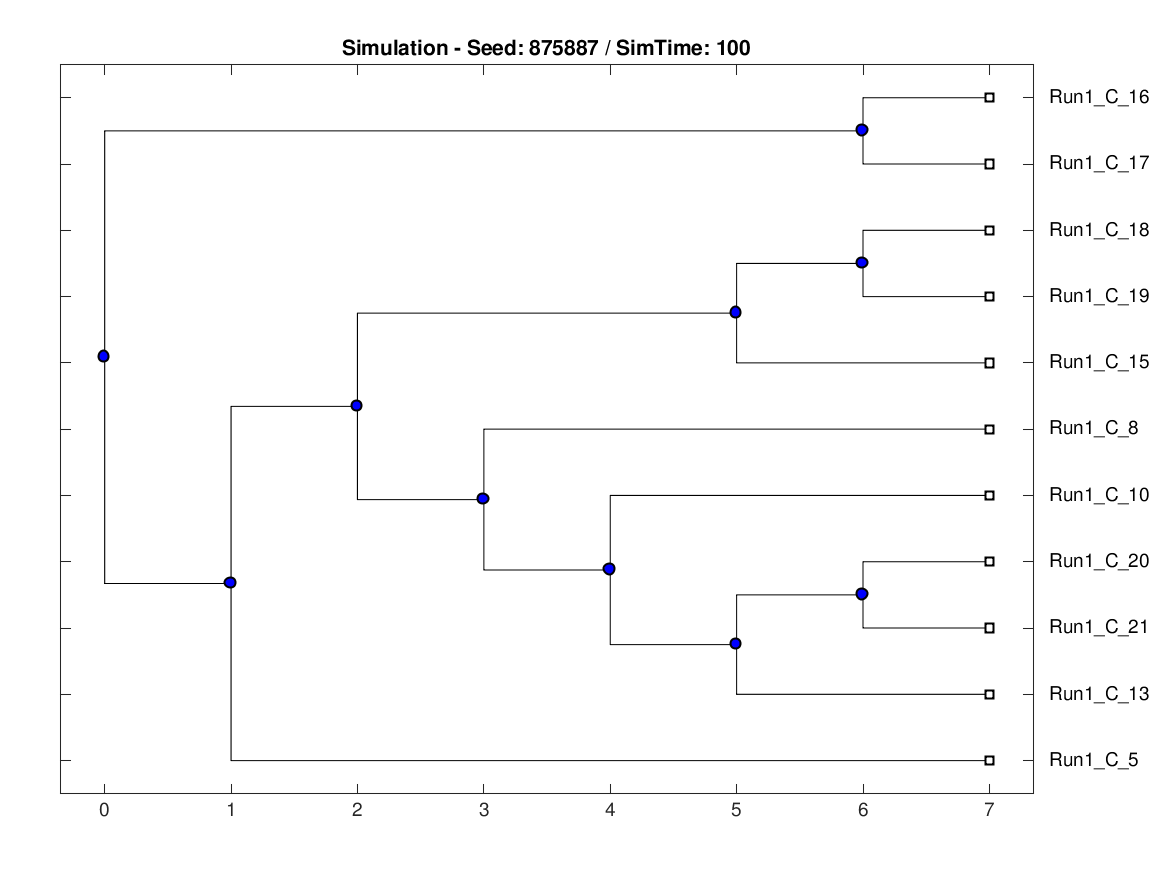 Simulation - Seed: 875887 / SimTime: 100
Run1_C_16
Run1_C_17
Run1_C_18
Run1_C_19
Run1_C_15
Run1_C_8
Run1_C_10
Run1_C_20
Run1_C_21
Run1_C_13
Run1_C_5
0 1 2 3 4 5 6 7